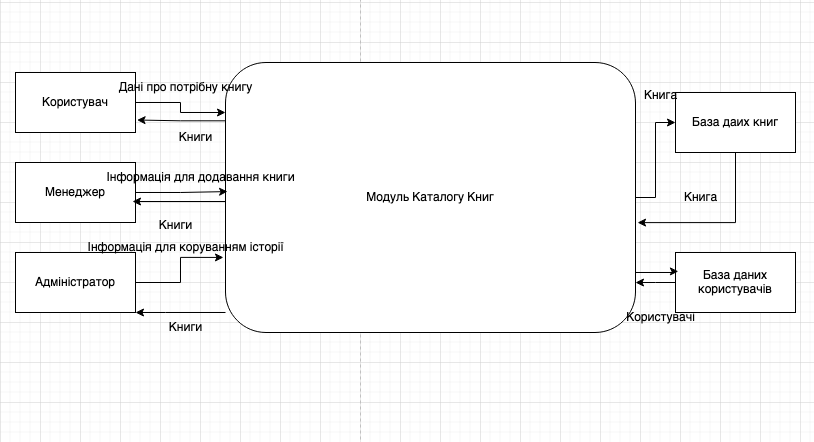 Дані про потрібну книгу
Користувач
Книги
Інформація для додавання книги
Менеджер
Книги
Інформація для коруванням історії
Адміністратор
Книги
Модуль Каталогу Книг
Книга
База даих книг
Книга
База даних
користувачів
Користувачі